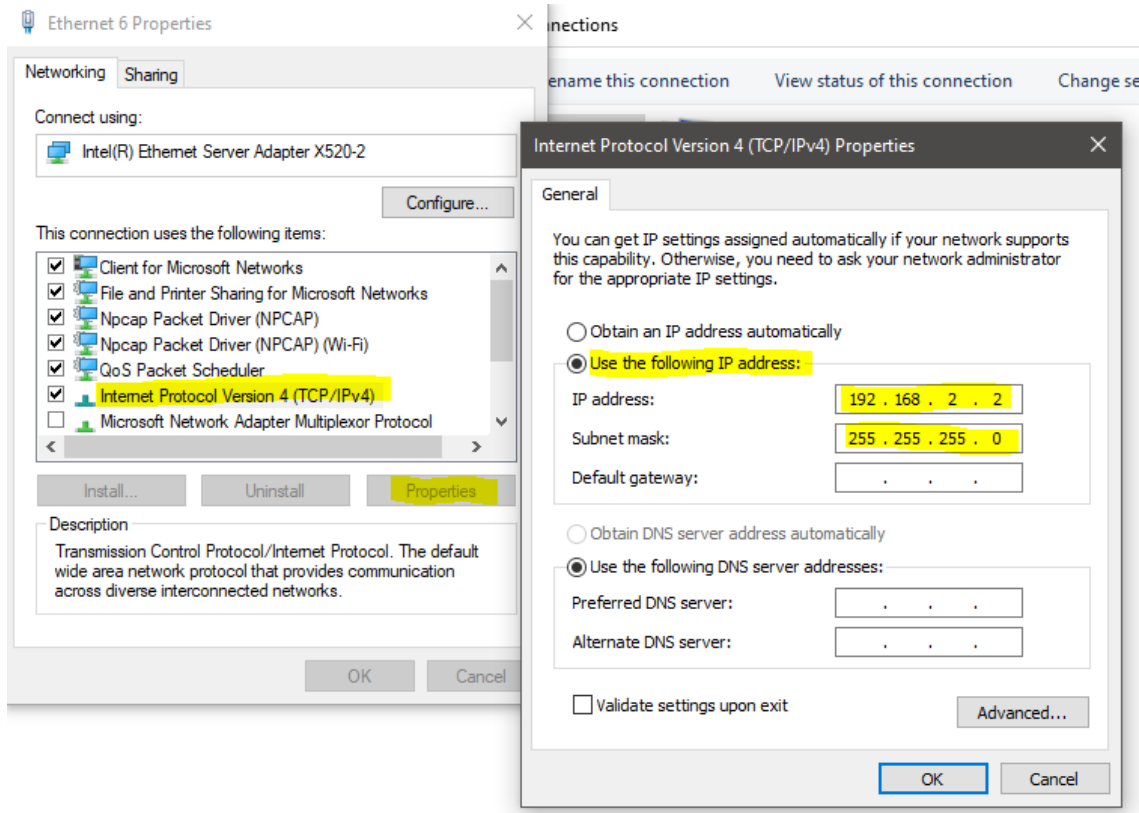 Ethernet 6 Properties
Networking
Sharing
Connect using:
Intel(R) Ethernet Server Adapter X520-2
Configure...
This connection uses the following items:
Client for Microsoft Networks
File and Printer Sharing for Microsoft Networks
Npcap Packet Driver (NPCAP)
Npcap Packet Driver (NPCAP) (Wi-Fi)
QoS Packet Scheduler
Internet Protocol Version 4 (TCP/IPv4)
Microsoft Network Adapter Multiplexor Protocol
Install...
Uninstall
Properties
Description
Transmission Control Protocol/Internet Protocol. The default
wide area network protocol that provides communication
across diverse interconnected networks.
OK
Cancel
nnections
ename this connection
View status of this connection
Change se
Internet Protocol Version 4 (TCP/IPv4) Properties
General
You can get IP settings assigned automatically if your network supports
this capability. Otherwise, you need to ask your network administrator
for the appropriate IP settings.
Obtain an IP address automatically
Use the following IP address:
IP address:
192 . 168 . 2 . 2
Subnet mask:
255 . 255 . 255 . 0
Default gateway:
. . .
Obtain DNS server address automatically
Use the following DNS server addresses:
Preferred DNS server:
. . .
Alternate DNS server:
. . .
Validate settings upon exit
Advanced...
OK
Cancel